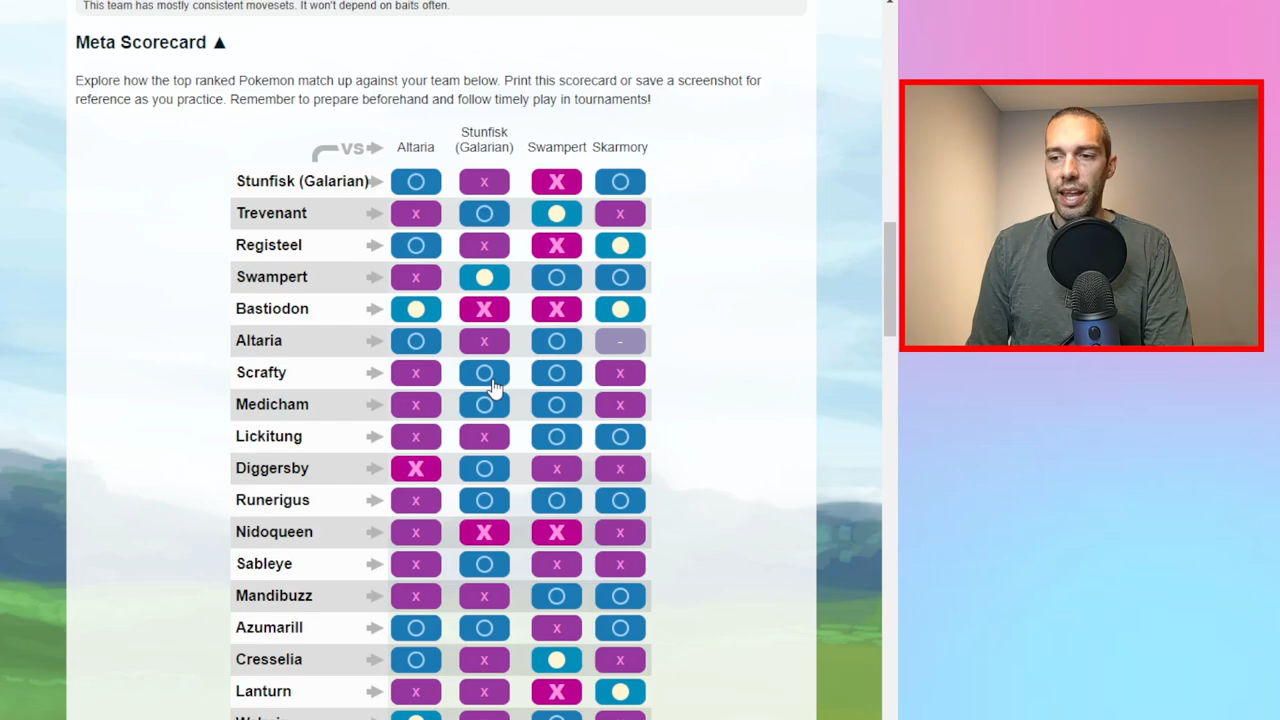 This team has mostly consistent movesets. It won't depend on baits often.
Meta Scorecard ▲
Explore how the top ranked Pokemon match up against your team below. Print this scorecard or save a screenshot for
reference as you practice. Remember to prepare beforehand and follow timely play in tournaments!
VS Altaria Stunfisk (Galarian) Swampert Skarmory
Stunfisk (Galarian) x X
Trevenant x x
Registeel x X
Swampert x
Bastiodon X X
Altaria x -
Scrafty x x
Medicham x x
Lickitung x x
Diggersby X x x
Runerigus x
Nidoqueen x X X x
Sableye x x x
Mandibuzz x x
Azumarill x
Cresselia x x
Lanturn x x X